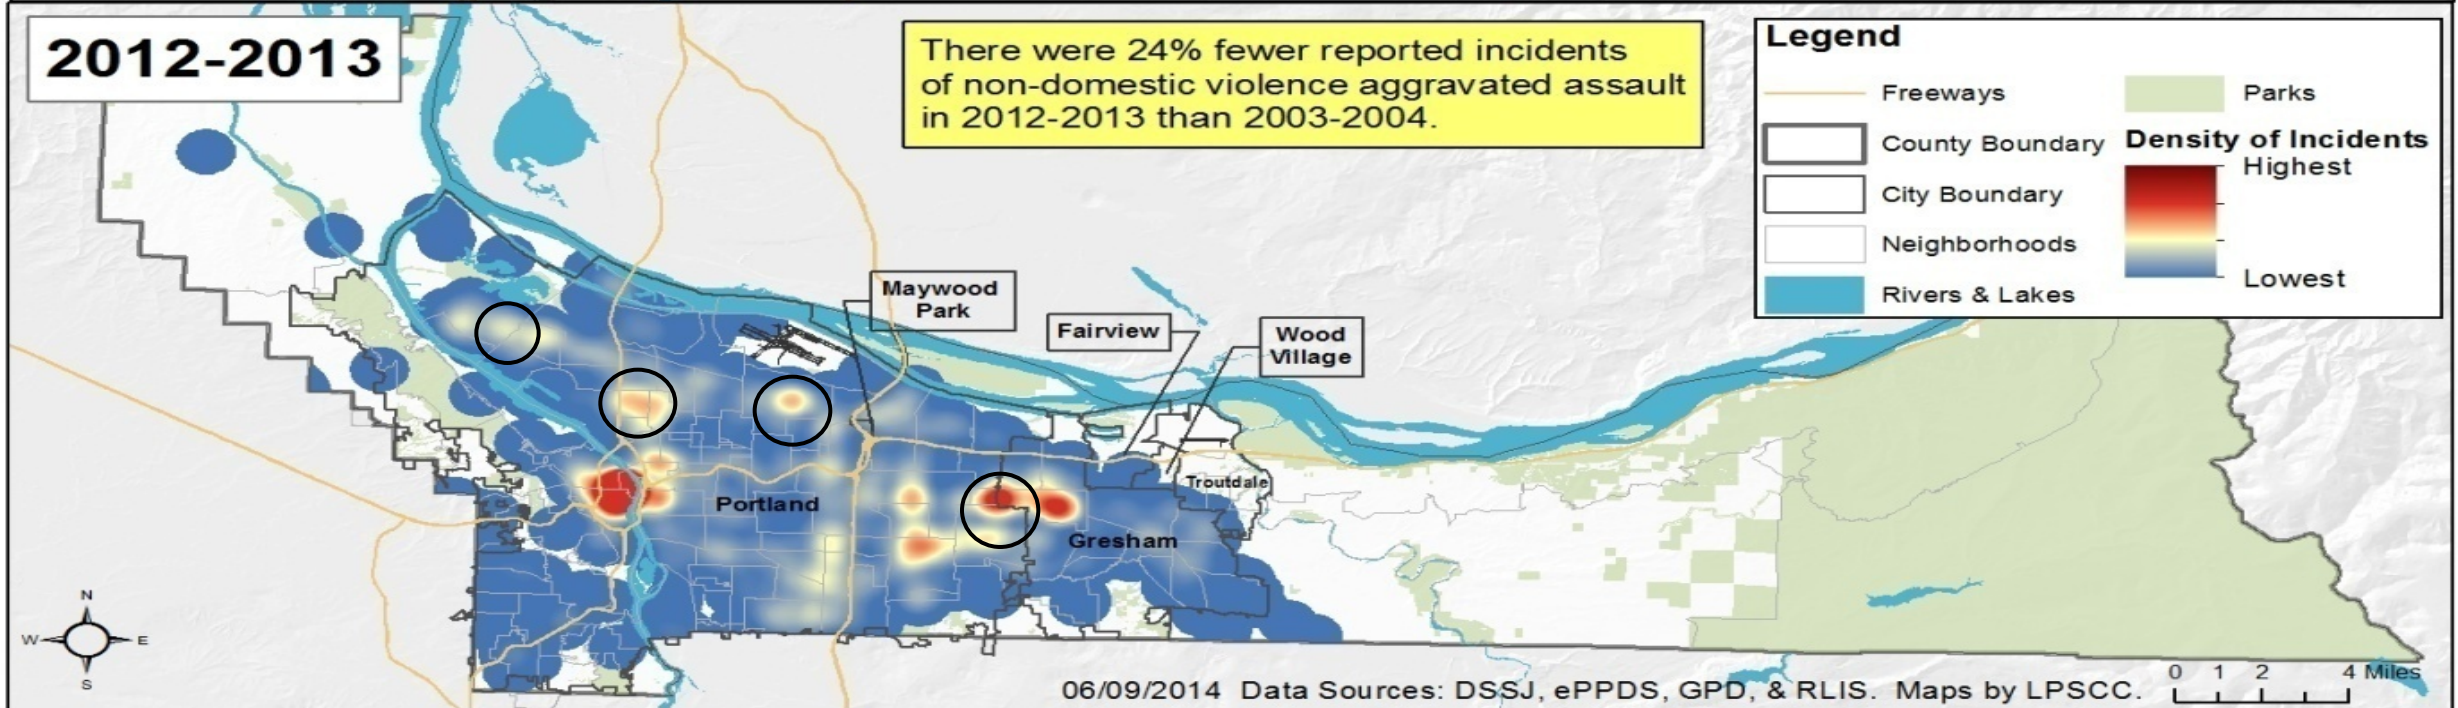 2012-2013
There were 24% fewer reported incidents
of non-domestic violence aggravated assault
in 2012-2013 than 2003-2004.
Legend
Freeways
County Boundary
City Boundary
Neighborhoods
Rivers & Lakes
Parks
Density of Incidents
Highest
Lowest
Maywood
Park
Fairview
Wood
Village
Troutdale
Portland
Gresham
N
W
E
S
06/09/2014 Data Sources: DSSJ, ePPDS, GPD, & RLIS. Maps by LPSCC.
0 1 2 4 Miles